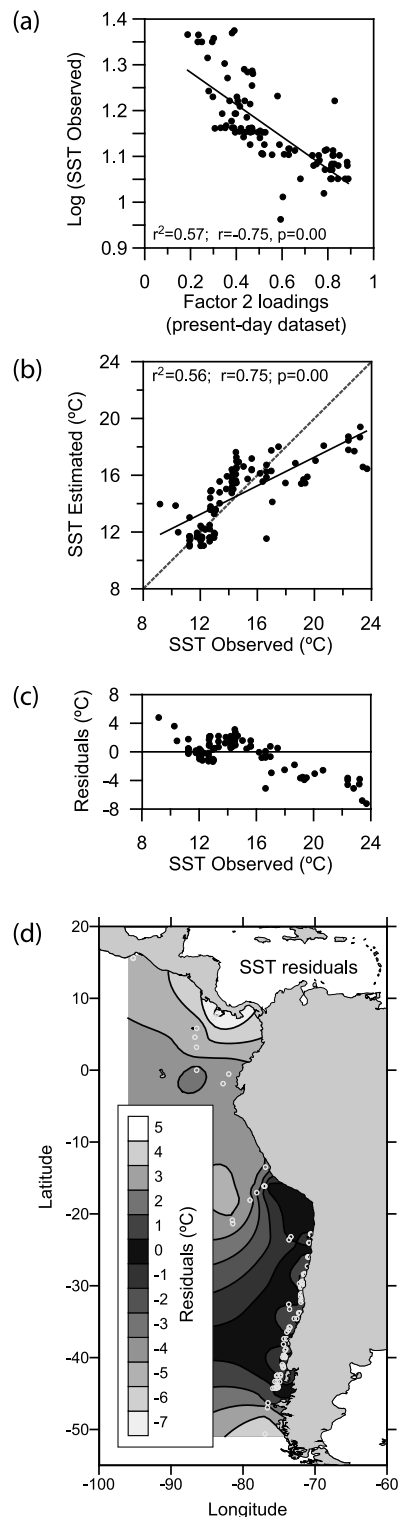 (a)
Log (SST Observed)
1.4
1.3
1.2
1.1
1
0.9
r²=0.57; r=-0.75, p=0.00
0 0.2 0.4 0.6 0.8 1
Factor 2 loadings
(present-day dataset)
(b)
SST Estimated (ºC)
24
20
16
12
8
r²=0.56; r=0.75; p=0.00
8 12 16 20 24
SST Observed (ºC)
(c)
Residuals (ºC)
8
4
0
-4
-8
8 12 16 20 24
SST Observed (ºC)
(d)
SST residuals
Latitude
20
10
0
-10
-20
-30
-40
-50
5
4
3
2
1
0
-1
-2
-3
-4
-5
-6
-7
Residuals (ºC)
-100 -90 -80 -70 -60
Longitude